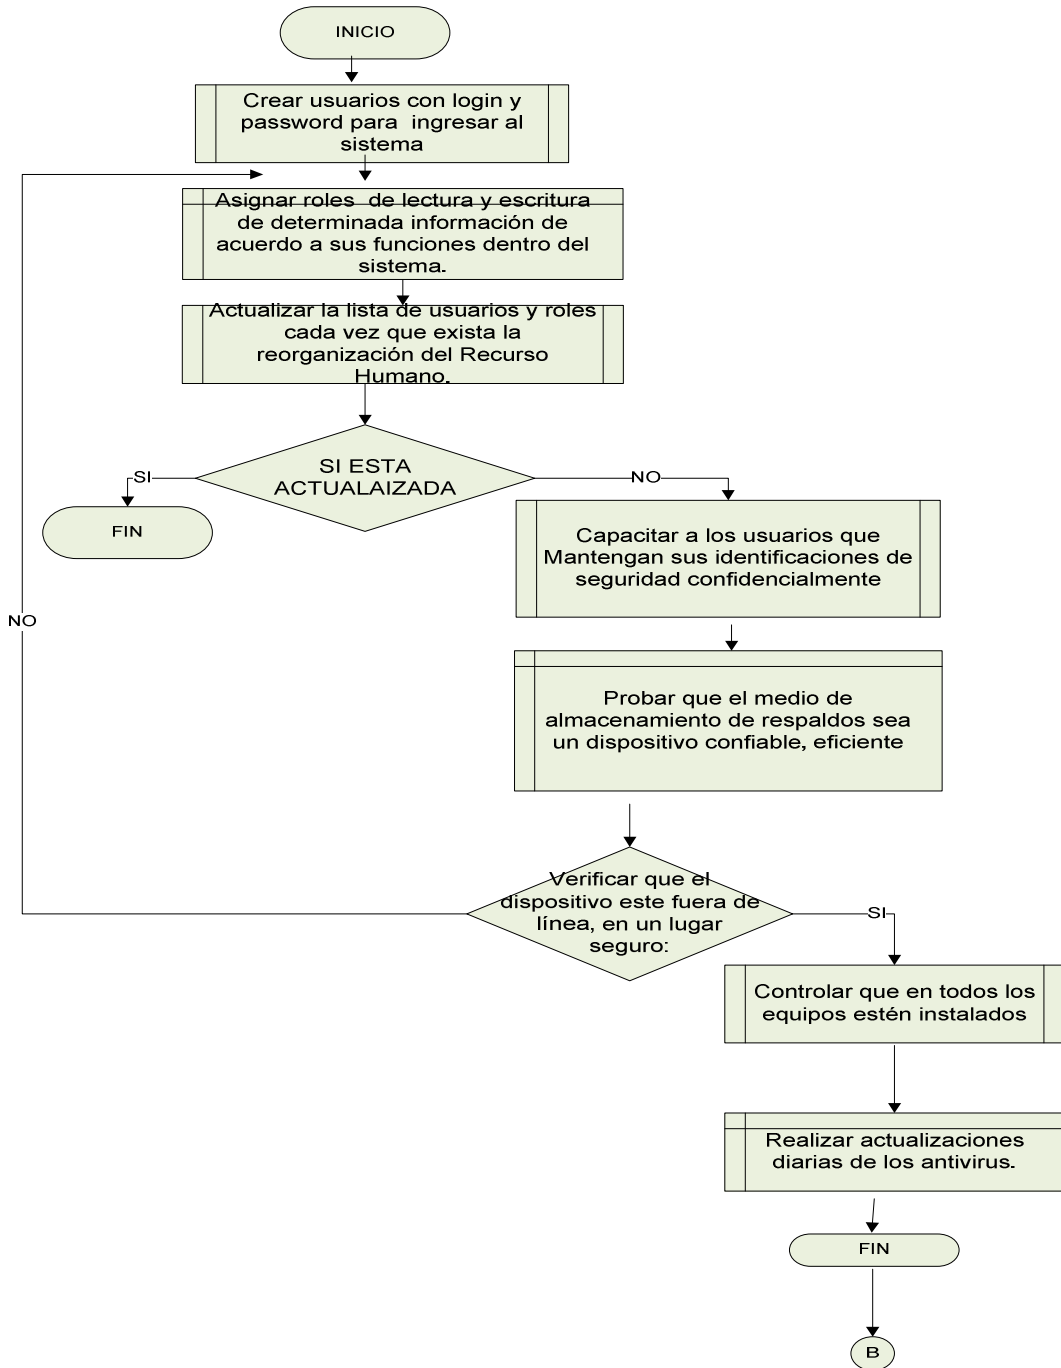 INICIO
Crear usuarios con login y
password para ingresar al
sistema
Asignar roles de lectura y escritura
de determinada información de
acuerdo a sus funciones dentro del
sistema.
Actualizar la lista de usuarios y roles
cada vez que exista la
reorganización del Recurso
Humano.
SI ESTA
ACTUALAIZADA
SI
NO
FIN
Capacitar a los usuarios que
Mantengan sus identificaciones de
seguridad confidencialmente
NO
Probar que el medio de
almacenamiento de respaldos sea
un dispositivo confiable, eficiente
Verificar que el
dispositivo este fuera de
línea, en un lugar
seguro:
SI
Controlar que en todos los
equipos estén instalados
Realizar actualizaciones
diarias de los antivirus.
FIN
B